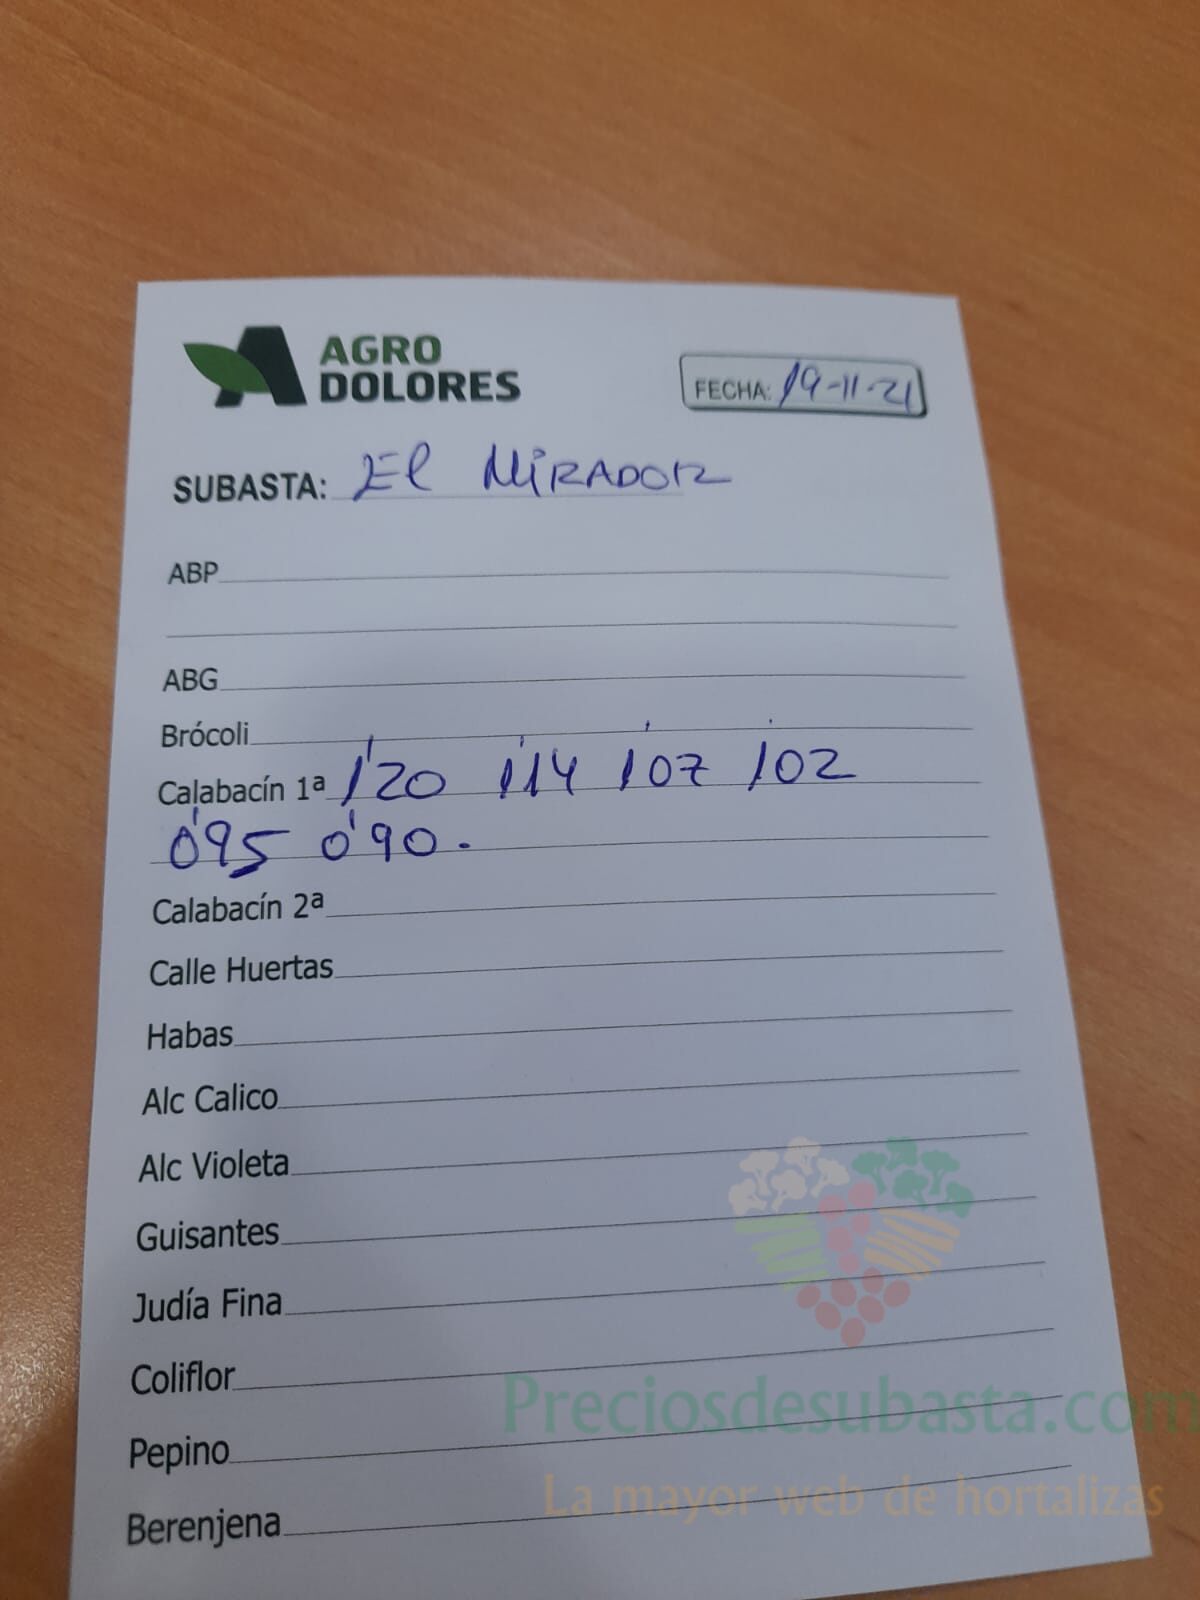 AGRO
DOLORES
FECHA: 19-11-21
SUBASTA: El MIRADOR
ABP
ABG
Brócoli
Calabacín 1ª 1'20 1'14 1'07 1'02
0'95 0'90.
Calabacín 2ª
Calle Huertas
Habas
Alc Calico
Alc Violeta
Guisantes
Judía Fina
Coliflor
Pepino
Berenjena
Preciosdesubasta.com
La mayor web de hortalizas